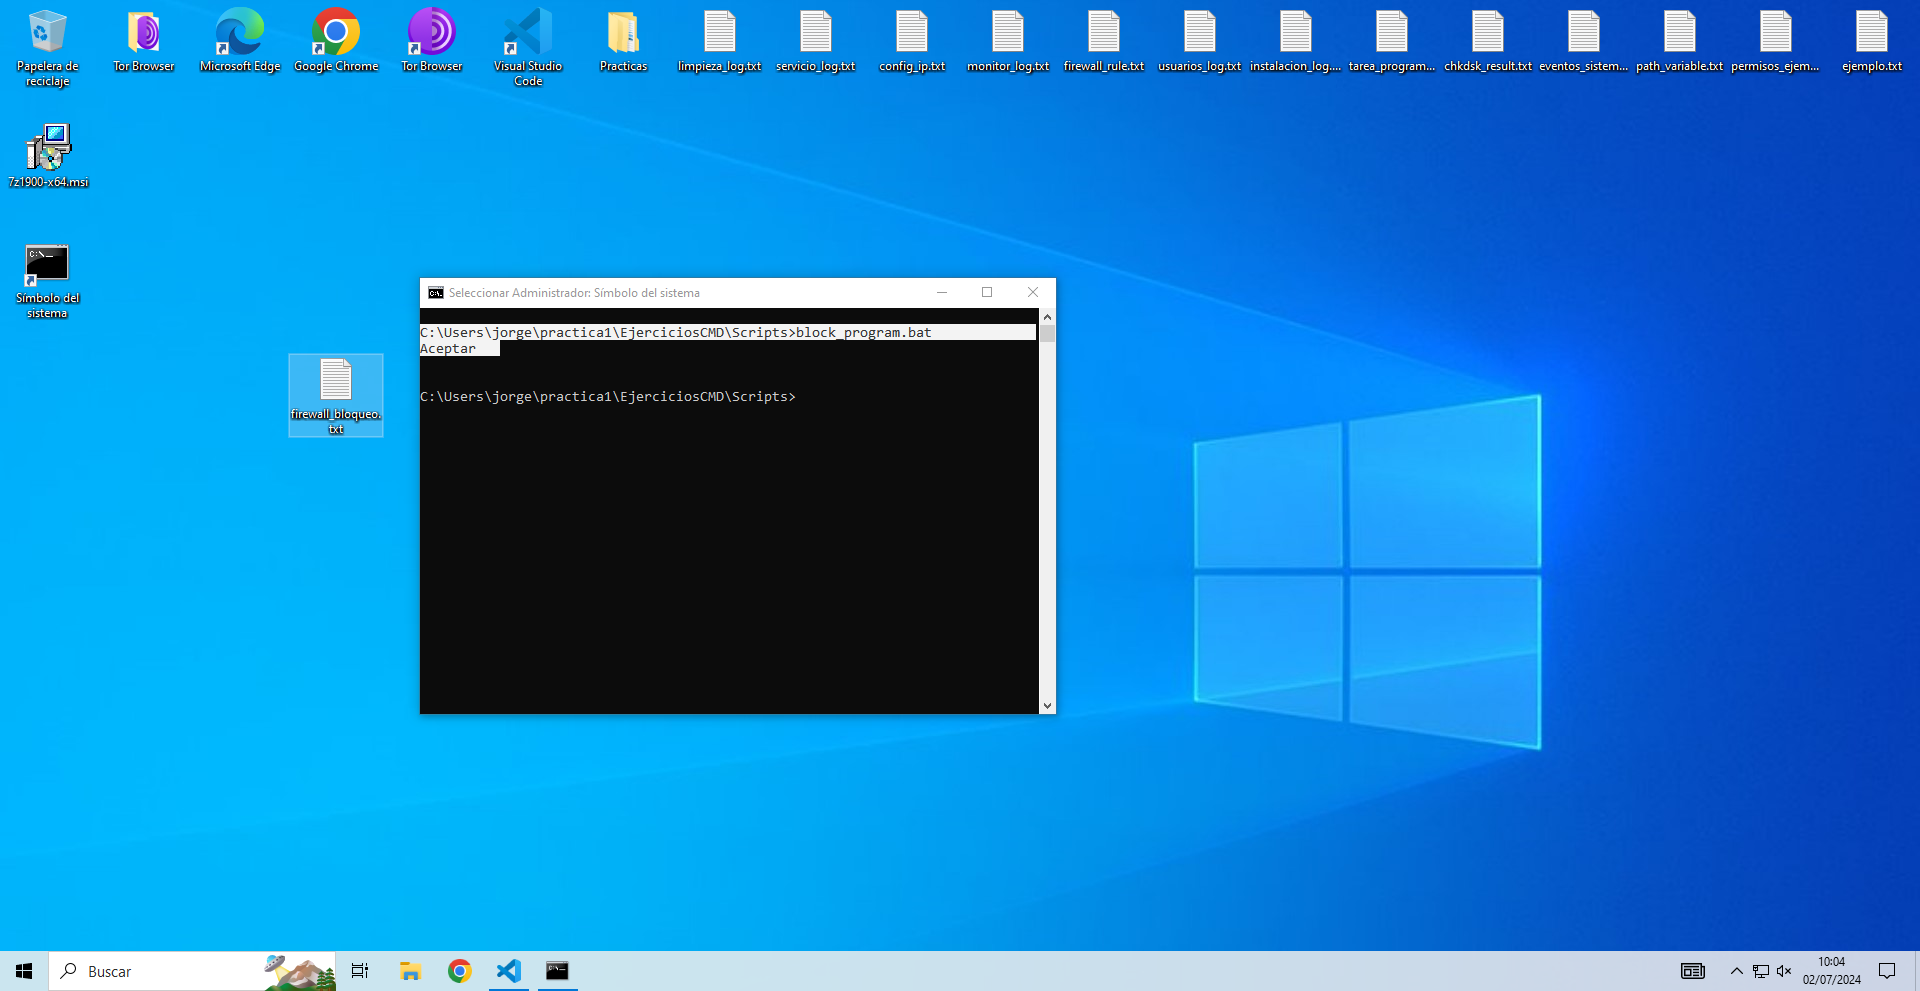 Papelera de
reciclaje
Tor Browser
Microsoft Edge
Google Chrome
Tor Browser
Visual Studio
Code
Practicas
limpieza_log.txt
servicio_log.txt
config_ip.txt
monitor_log.txt
firewall_rule.txt
usuarios_log.txt
instalacion_log....
tarea_program...
chkdsk_result.txt
eventos_sistem...
path_variable.txt
permisos_ejem...
ejemplo.txt
7z1900-x64.msi
Símbolo del
sistema
firewall_bloqueo.
txt
Seleccionar Administrador: Símbolo del sistema
C:\Users\jorge\practica1\EjerciciosCMD\Scripts>block_program.bat
Aceptar
C:\Users\jorge\practica1\EjerciciosCMD\Scripts>
Buscar
10:04
02/07/2024